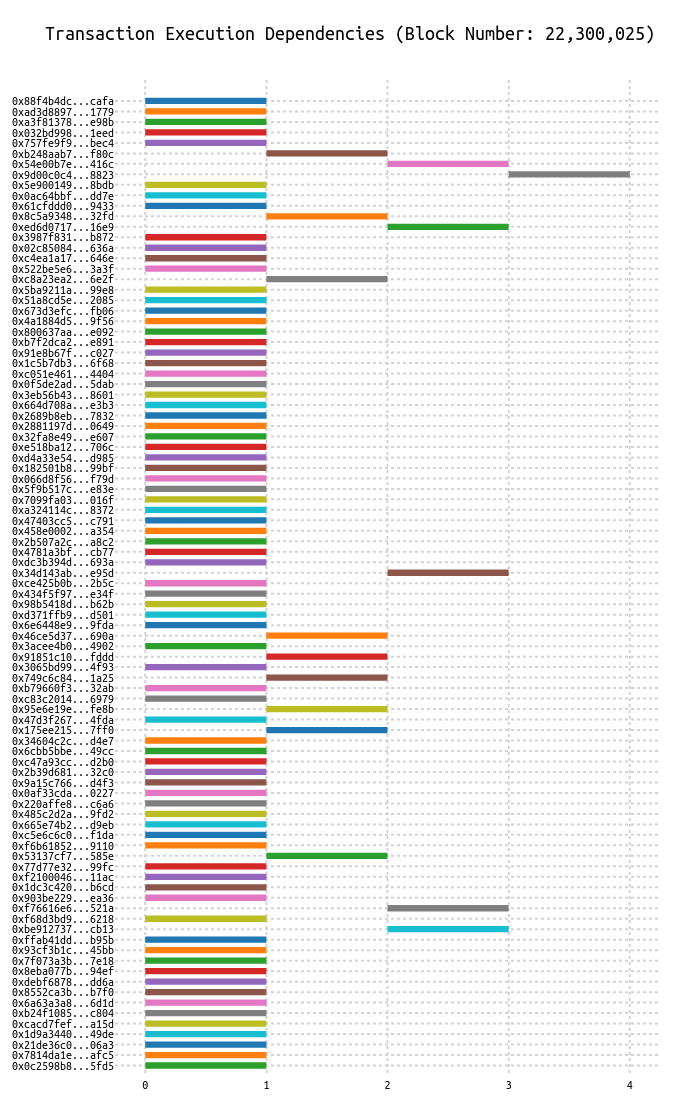 Transaction Execution Dependencies (Block Number: 22,300,025)
0x88f4b4dc...cafa
0xad3d8897...1779
0xa3f81378...e98b
0x032bd998...1eed
0x757fe9f9...bec4
0xb248aab7...f80c
0x54e00b7e...416c
0x9d00c0c4...8823
0x5e900149...8bdb
0x0ac64bbf...dd7e
0x61cfddd0...9433
0x8c5a9348...32fd
0xed6d0717...16e9
0x3987f831...b872
0x02c85084...636a
0xc4ea1a17...646e
0x522be5e6...3a3f
0xc8a23ea2...6e2f
0x5ba9211a...99e8
0x51a8cd5e...2085
0x673d3efc...fb06
0x4a1884d5...9f56
0x800637aa...e092
0xb7f2dca2...e891
0x91e8b67f...c027
0x1c5b7db3...6f68
0xc051e461...4404
0x0f5de2ad...5dab
0x3eb56b43...8601
0x664d708a...e3b3
0x2689b8eb...7832
0x2881197d...0649
0x32fa8e49...e607
0xe518ba12...706c
0xd4a33e54...d985
0x182501b8...99bf
0x066d8f56...f79d
0x5f9b517c...e83e
0x7099fa03...016f
0xa324114c...8372
0x47403cc5...c791
0x458e0002...a354
0x2b507a2c...a8c2
0x4781a3bf...cb77
0xdc3b394d...693a
0x34d143ab...e95d
0xce425b0b...2b5c
0x434f5f97...e34f
0x98b5418d...b62b
0xd371ffb9...d501
0x6e6448e9...9fda
0x46ce5d37...690a
0x3acee4b0...4902
0x91851c10...fddd
0x3065bd99...4f93
0x749c6c84...1a25
0xb79660f3...32ab
0xc83c2014...6979
0x95e6e19e...fe8b
0x47d3f267...4fda
0x175ee215...7ff0
0x34604c2c...d4e7
0x6cbb5bbe...49cc
0xc47a93cc...d2b0
0x2b39d681...32c0
0x9a15c766...d4f3
0x0af33cda...0227
0x220affe8...c6a6
0x485c2d2a...9fd2
0x665e74b2...d9eb
0xc5e6c6c0...f1da
0xf6b61852...9110
0x53137cf7...585e
0x77d77e32...99fc
0xf2100046...11ac
0x1dc3c420...b6cd
0x903be229...ea36
0xf76616e6...521a
0xf68d3bd9...6218
0xbe912737...cb13
0xffab41dd...b95b
0x93cf3b1c...45bb
0x7f073a3b...7e18
0x8eba077b...94ef
0xdebf6878...dd6a
0x8552ca3b...b7f0
0x6a63a3a8...6d1d
0xb24f1085...c804
0xcacd7fef...a15d
0x1d9a3440...49de
0x21de36c0...06a3
0x7814da1e...afc5
0x0c2598b8...5fd5
0 1 2 3 4